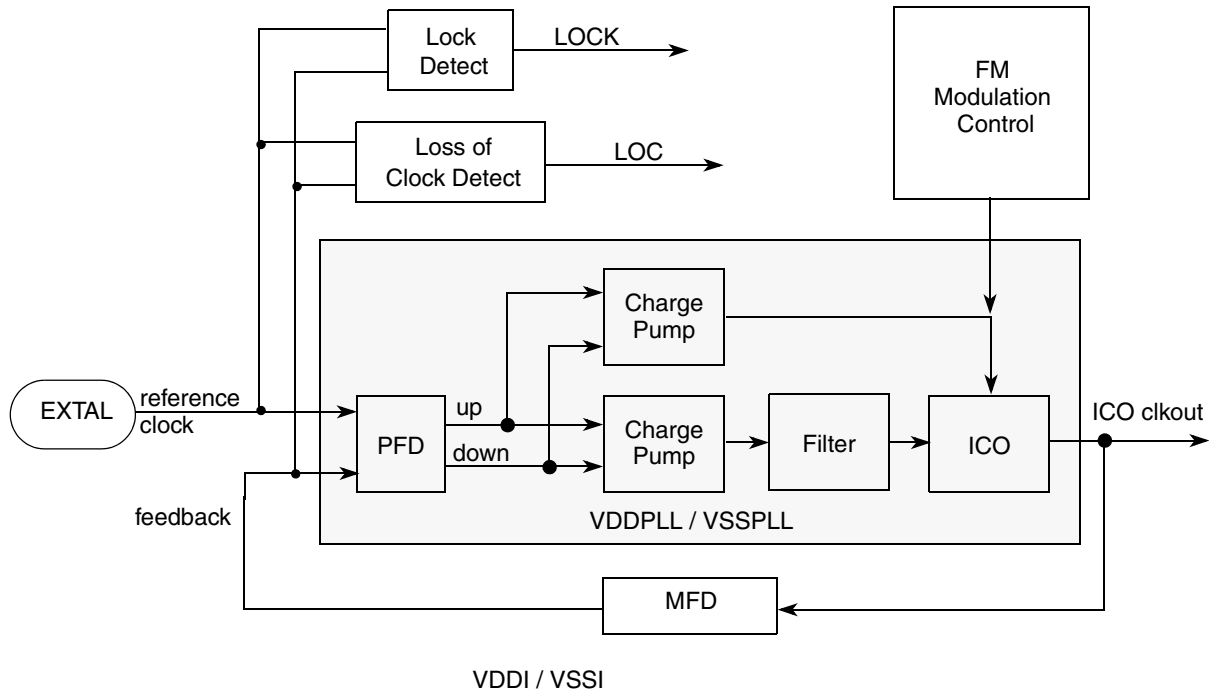 Lock
Detect
LOCK
FM
Modulation
Control
Loss of
Clock Detect
LOC
Charge
Pump
EXTAL
reference
clock
up
down
PFD
Charge
Pump
Filter
ICO
ICO clkout
feedback
VDDPLL / VSSPLL
MFD
VDDI / VSSI